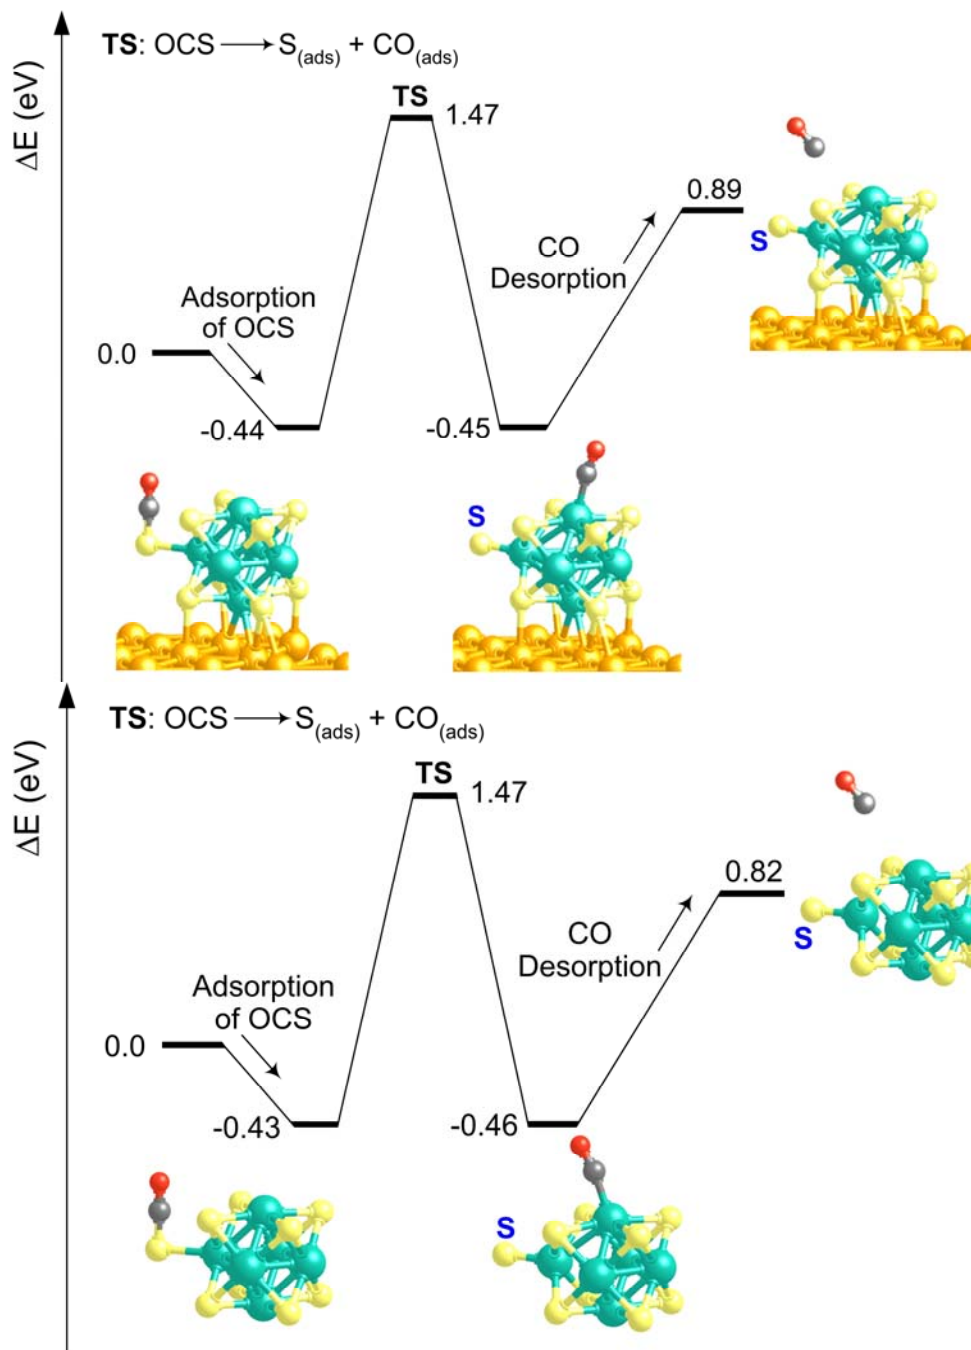 TS: OCS → S(ads) + CO(ads)
ΔE (eV)
TS
1.47
0.89
CO
Desorption
S
Adsorption
of OCS
0.0
-0.44
-0.45
S
TS: OCS → S(ads) + CO(ads)
ΔE (eV)
TS
1.47
0.82
CO
Desorption
S
Adsorption
of OCS
0.0
-0.43
-0.46
S